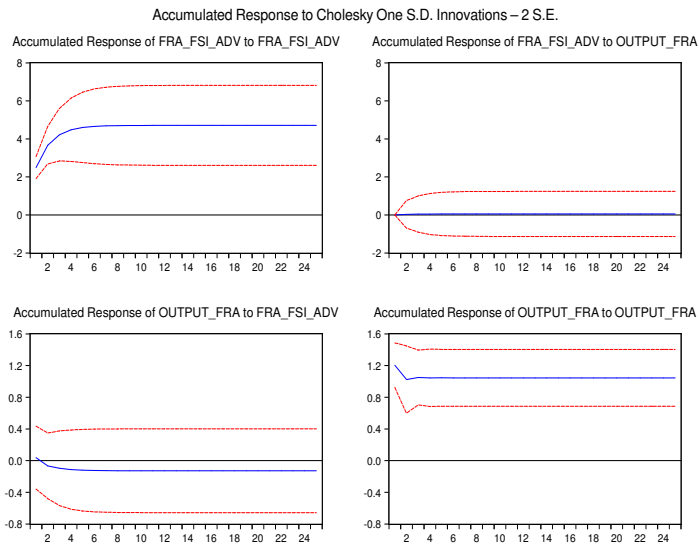 Accumulated Response to Cholesky One S.D. Innovations – 2 S.E.
Accumulated Response of FRA_FSI_ADV to FRA_FSI_ADV
8
6
4
2
0
-2
2 4 6 8 10 12 14 16 18 20 22 24
Accumulated Response of FRA_FSI_ADV to OUTPUT_FRA
8
6
4
2
0
-2
2 4 6 8 10 12 14 16 18 20 22 24
Accumulated Response of OUTPUT_FRA to FRA_FSI_ADV
1.6
1.2
0.8
0.4
0.0
-0.4
-0.8
2 4 6 8 10 12 14 16 18 20 22 24
Accumulated Response of OUTPUT_FRA to OUTPUT_FRA
1.6
1.2
0.8
0.4
0.0
-0.4
-0.8
2 4 6 8 10 12 14 16 18 20 22 24